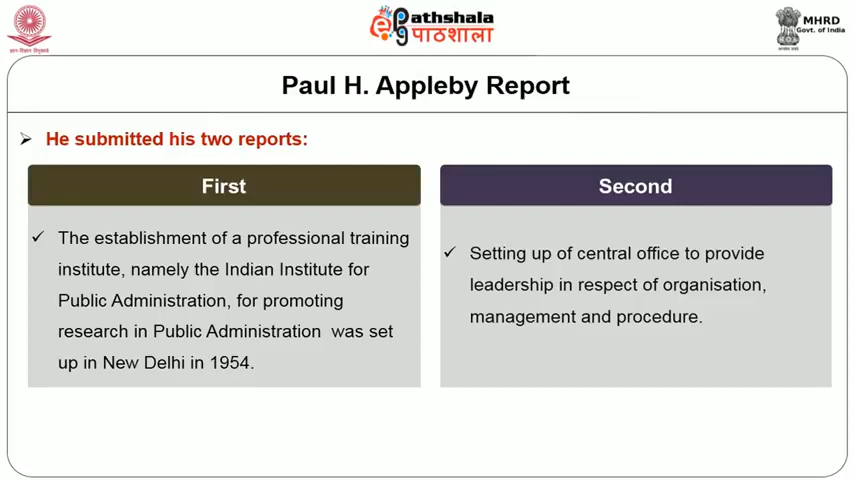 Pathshala
पाठशाला
MHRD
Govt. of India
Paul H. Appleby Report
He submitted his two reports:
First
The establishment of a professional training
institute, namely the Indian Institute for
Public Administration, for promoting
research in Public Administration was set
up in New Delhi in 1954.
Second
Setting up of central office to provide
leadership in respect of organisation,
management and procedure.